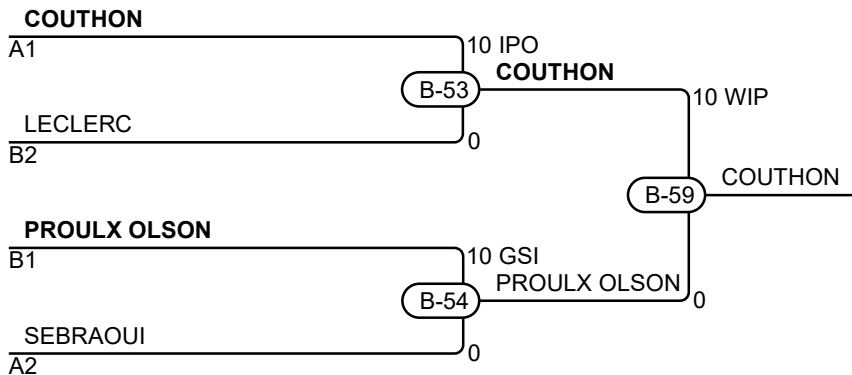 COUTHON
A1
10 IPO
COUTHON
B-53
10 WIP
LECLERC
0
B2
COUTHON
B-59
PROULX OLSON
B1
10 GSI
PROULX OLSON
0
B-54
SEBRAOUI
0
A2